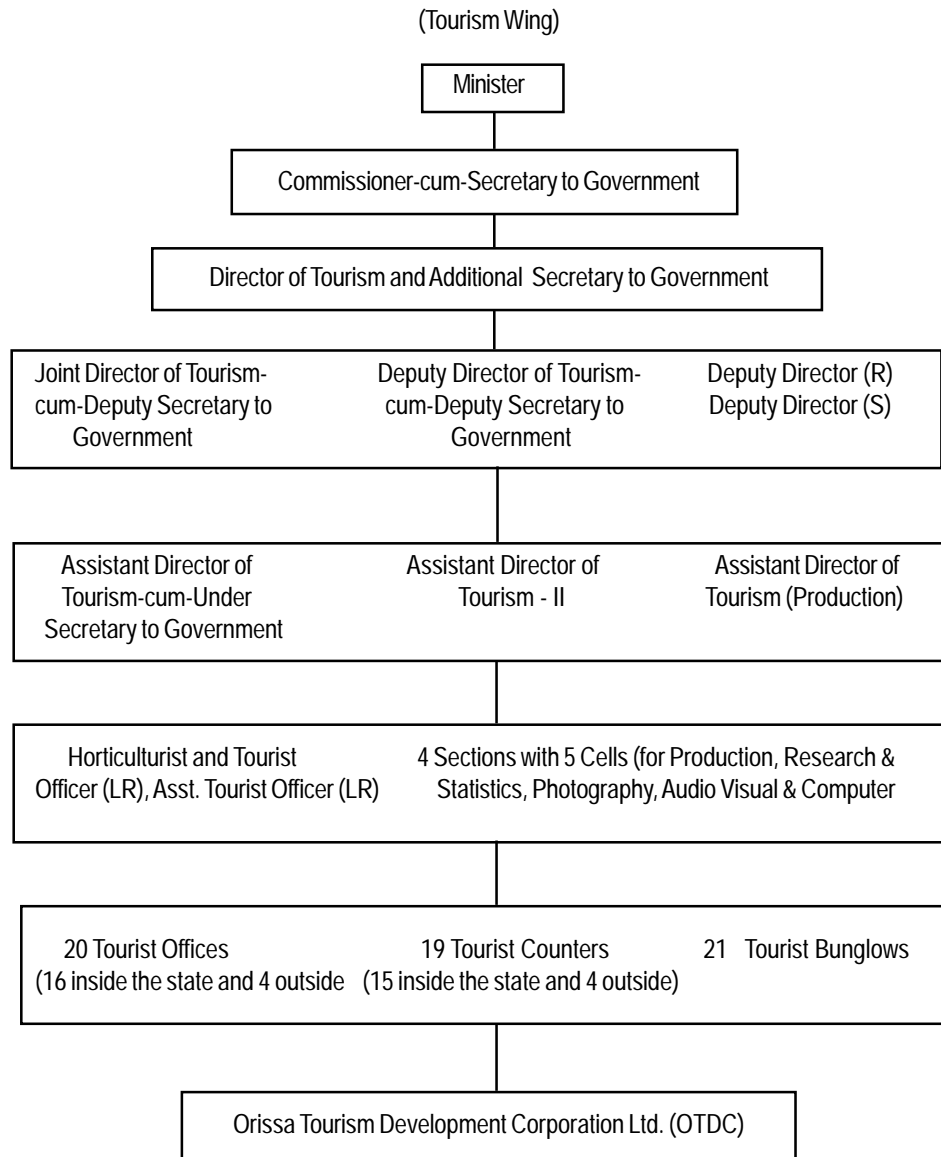 (Tourism Wing)
Minister
Commissioner-cum-Secretary to Government
Director of Tourism and Additional Secretary to Government
Joint Director of Tourism-
cum-Deputy Secretary to
Government
Deputy Director of Tourism-
cum-Deputy Secretary to
Government
Deputy Director (R)
Deputy Director (S)
Assistant Director of
Tourism-cum-Under
Secretary to Government
Assistant Director of
Tourism - II
Assistant Director of
Tourism (Production)
Horticulturist and Tourist
Officer (LR), Asst. Tourist Officer (LR)
4 Sections with 5 Cells (for Production, Research &
Statistics, Photography, Audio Visual & Computer
20 Tourist Offices
(16 inside the state and 4 outside
19 Tourist Counters
(15 inside the state and 4 outside)
21 Tourist Bunglows
Orissa Tourism Development Corporation Ltd. (OTDC)